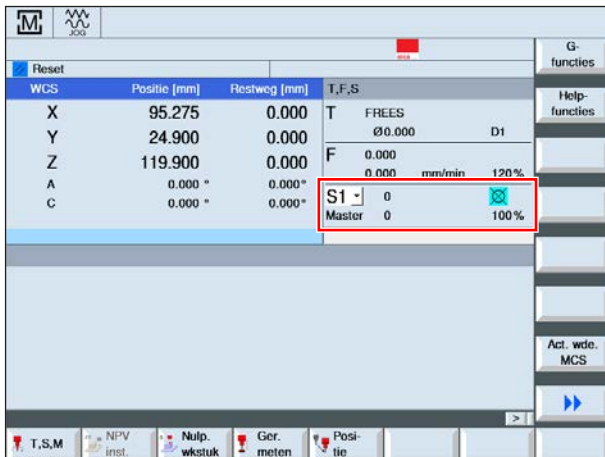 M JOG
Reset
WCS Positie [mm] Restweg [mm] T,F,S
X 95.275 0.000 T FREES
Y 24.900 0.000 Ø0.000 D1
Z 119.900 0.000 F 0.000
0.000 mm/min 120%
A 0.000 ° 0.000°
C 0.000 ° 0.000°
S1 0
Master 0 100%
G-
functies
Help-
functies
Act. wde.
MCS
>
T,S,M
NPV
inst.
Nulp.
wkstuk
Ger.
meten
Posi-
tie